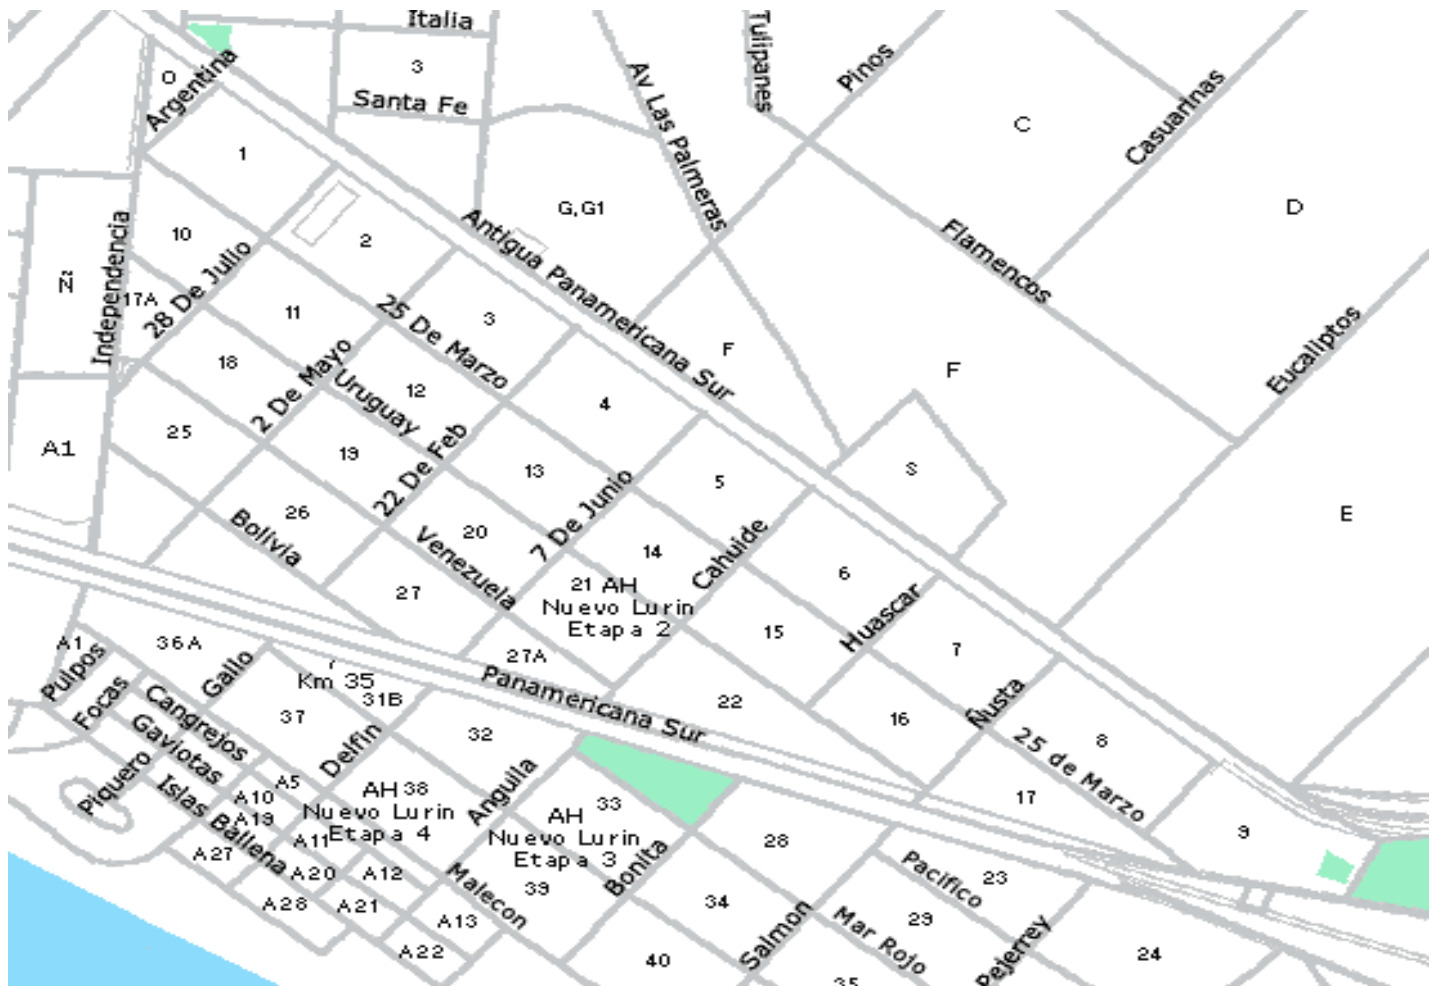 Italia
Tulipanes
3
O
Argentina
Santa Fe
Av Las Palmeras
Pinos
Casuarinas
C
1
G,G1
D
10
Independencia
Antigua Panamericana Sur
2
Flamencos
Ñ
17A
28 De Julio
11
25 De Marzo
3
F
F
Eucaliptos
18
2 De Mayo
Uruguay
12
4
25
A1
19
22 De Feb
13
5
S
26
Bolivia
20
Venezuela
7 De Junio
14
Cahuide
6
E
27
21 AH
Nuevo Lurin
Etapa 2
15
Huascar
7
A1
Pulpos
36A
Gallo
27A
Km 35
31B
Panamericana Sur
22
16
Ñusta
25 de Marzo
8
Focas
Cangrejos
Gaviotas
37
Delfin
32
Piquero
Islas Ballena
A5
A10
A19
A11
AH 38
Nuevo Lurin
Etapa 4
Anguila
AH 33
Nuevo Lurin
Etapa 3
17
9
A27
A20
A12
28
Pacifico
23
A28
A21
A13
Malecon
39
Bonita
34
29
Mar Rojo
A22
40
Salmon
35
Pejerrey
24